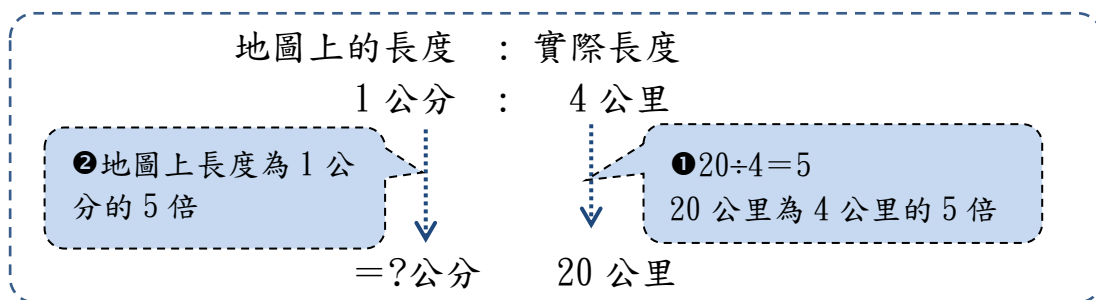 地圖上的長度 : 實際長度
1 公分 : 4 公里
❷地圖上長度為 1 公
分的 5 倍
❶20÷4＝5
20 公里為 4 公里的 5 倍
＝?公分 20 公里